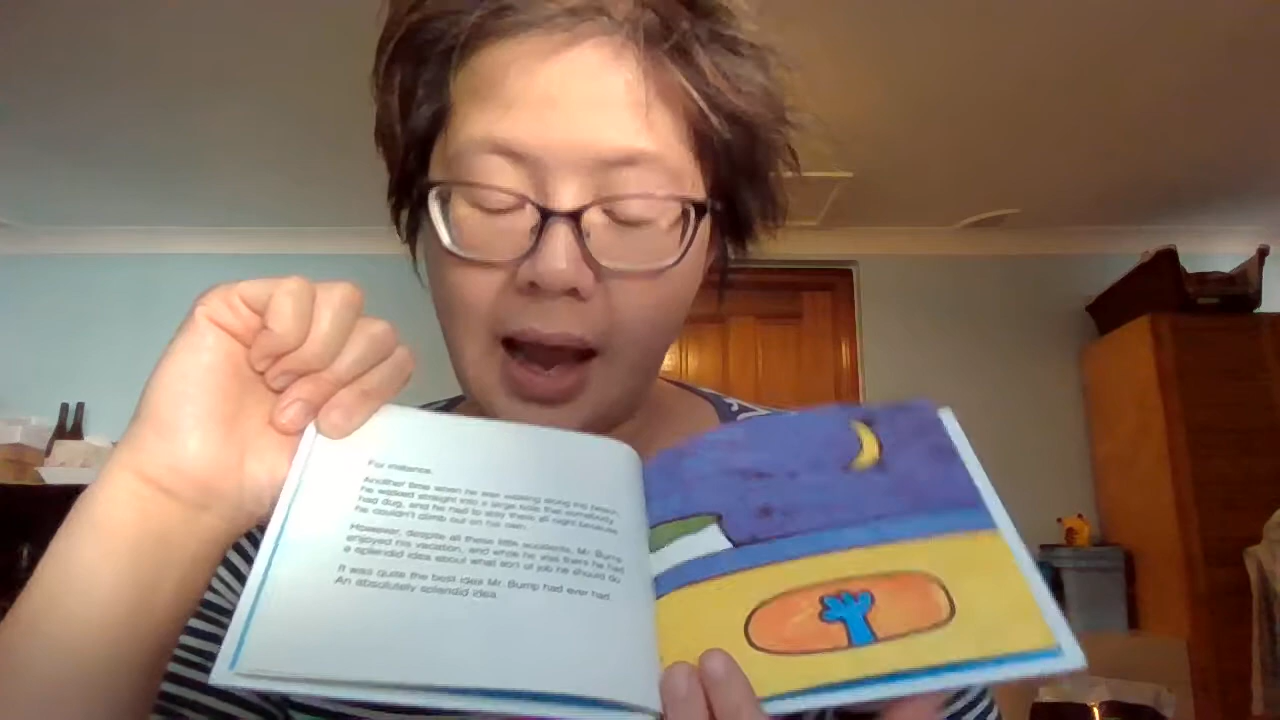 For instance.
Another time when he was walking along the beach,
he walked straight into a large hole that somebody
had dug, and he had to stay there all night because
he couldn't climb out on his own.
However, despite all these little accidents, Mr. Bump
enjoyed his vacation, and while he was there he had
a splendid idea about what sort of job he should do.
It was quite the best idea Mr. Bump had ever had.
An absolutely splendid idea.